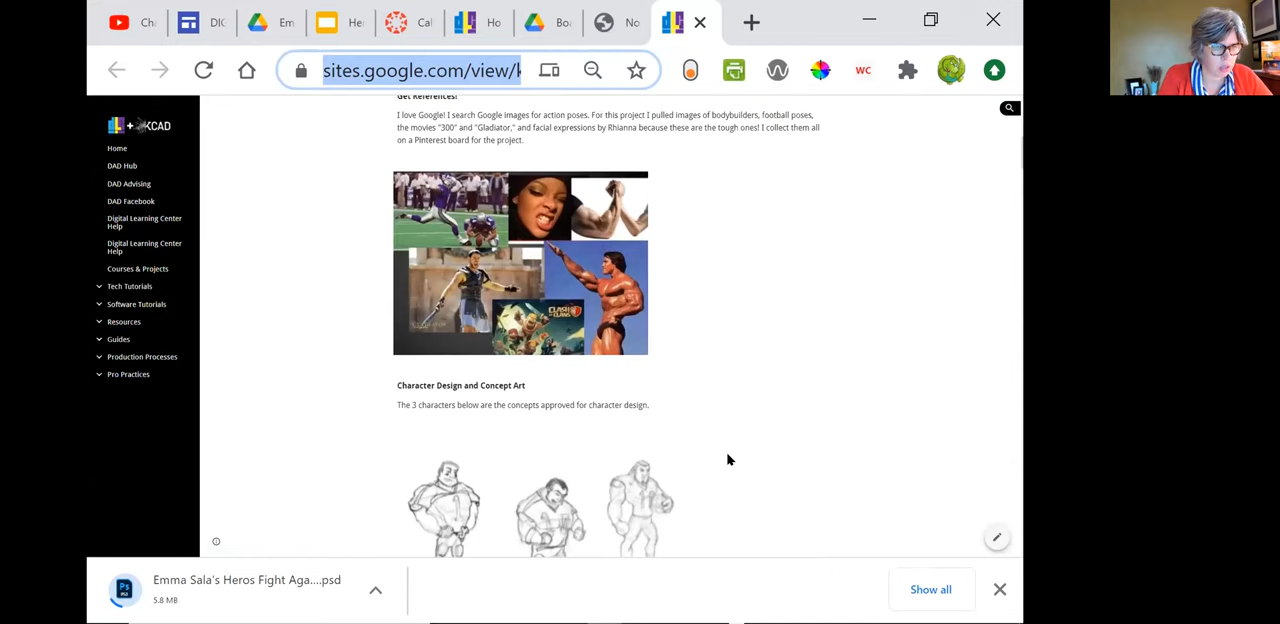 Ch
DIC
Em
He
Cal
Ho
Bo
No
sites.google.com/view/k
WC
Get References!
I love Google! I search Google Images for action poses. For this project I pulled images of bodybuilders, football poses,
the movies "300" and "Gladiator," and facial expressions by Rhianna because these are the tough ones! I collect them all
on a Pinterest board for the project.
+ KCAD
Home
DAD Hub
DAD Advising
DAD Facebook
Digital Learning Center
Help
Digital Learning Center
Help
Courses & Projects
Tech Tutorials
Software Tutorials
Resources
Guides
Production Processes
Pro Practices
CLASH OF CLANS
Character Design and Concept Art
The 3 characters below are the concepts approved for character design.
Ps
Emma Sala's Heros Fight Aga....psd
5.8 MB
Show all